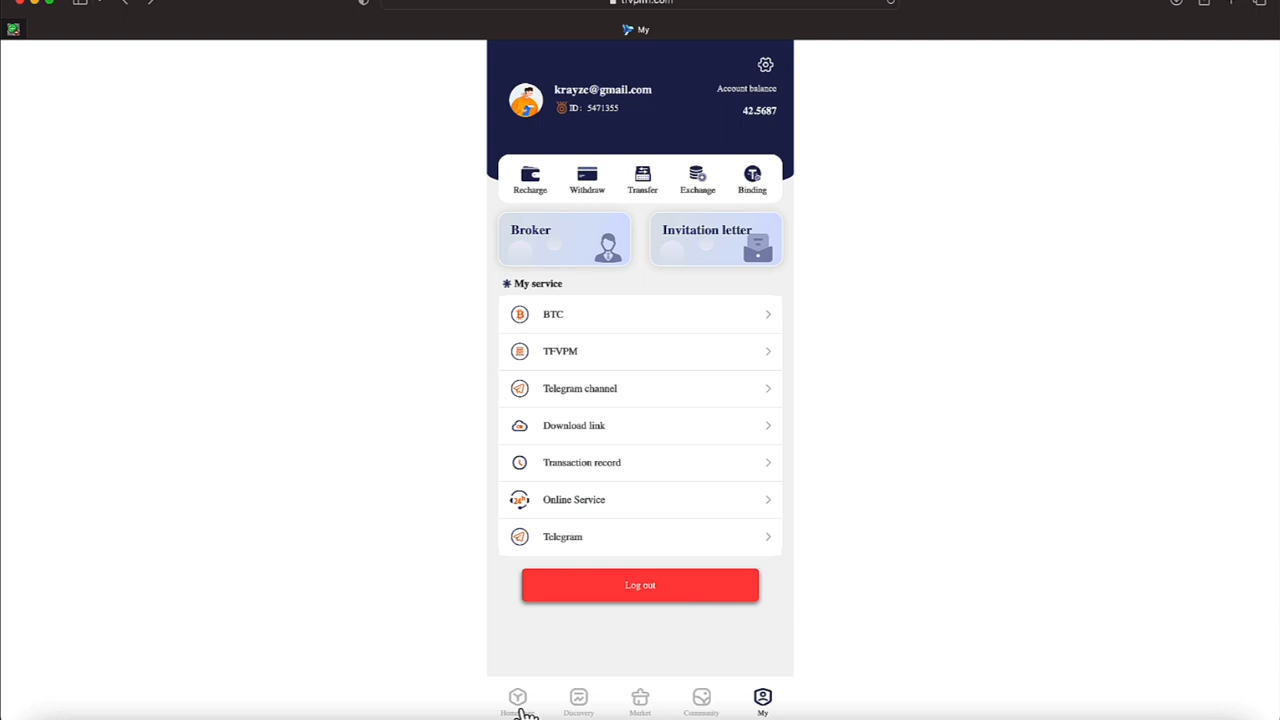 My
krayze@gmail.com
ID: 5471355
Account balance
42.5687
Recharge
Withdraw
Transfer
Exchange
Binding
Broker
Invitation letter
My service
BTC
TFVPM
Telegram channel
Download link
Transaction record
24h
Online Service
Telegram
Log out
Discovery
Market
Community
My